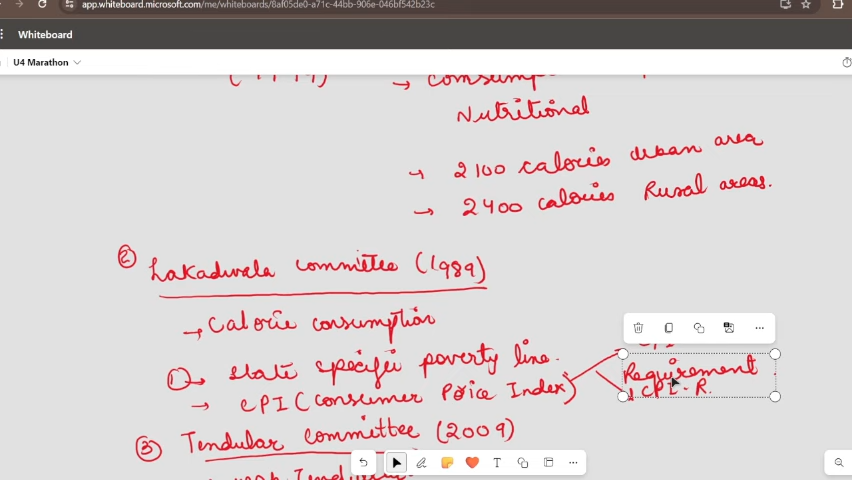 app.whiteboard.microsoft.com/me/whiteboards/8af05de0-a71c-44bb-906e-046bf542b23c
Whiteboard
U4 Marathon
Nutritional
→ 2100 calories urban area
→ 2400 calories Rural areas.
② Lakadwala committee (1989)
→ Calorie consumption
① → state specific poverty line.
→ CPI (Consumer Price Index)
Requirement
CPI-R.
③ Tendular committee (2009)